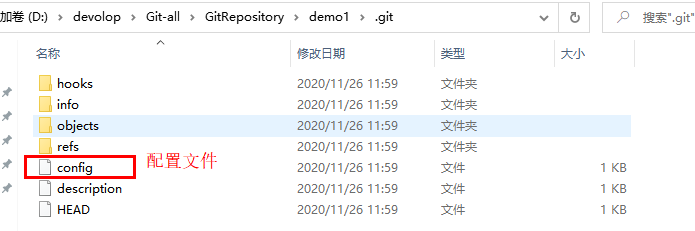 加卷 (D:) › devolop › Git-all › GitRepository › demo1 › .git 搜索".git"
名称 修改日期 类型 大小
hooks 2020/11/26 11:59 文件夹
info 2020/11/26 11:59 文件夹
objects 2020/11/26 11:59 文件夹
refs 2020/11/26 11:59 文件夹
config 配置文件 2020/11/26 11:59 文件 1 KB
description 2020/11/26 11:59 文件 1 KB
HEAD 2020/11/26 11:59 文件 1 KB